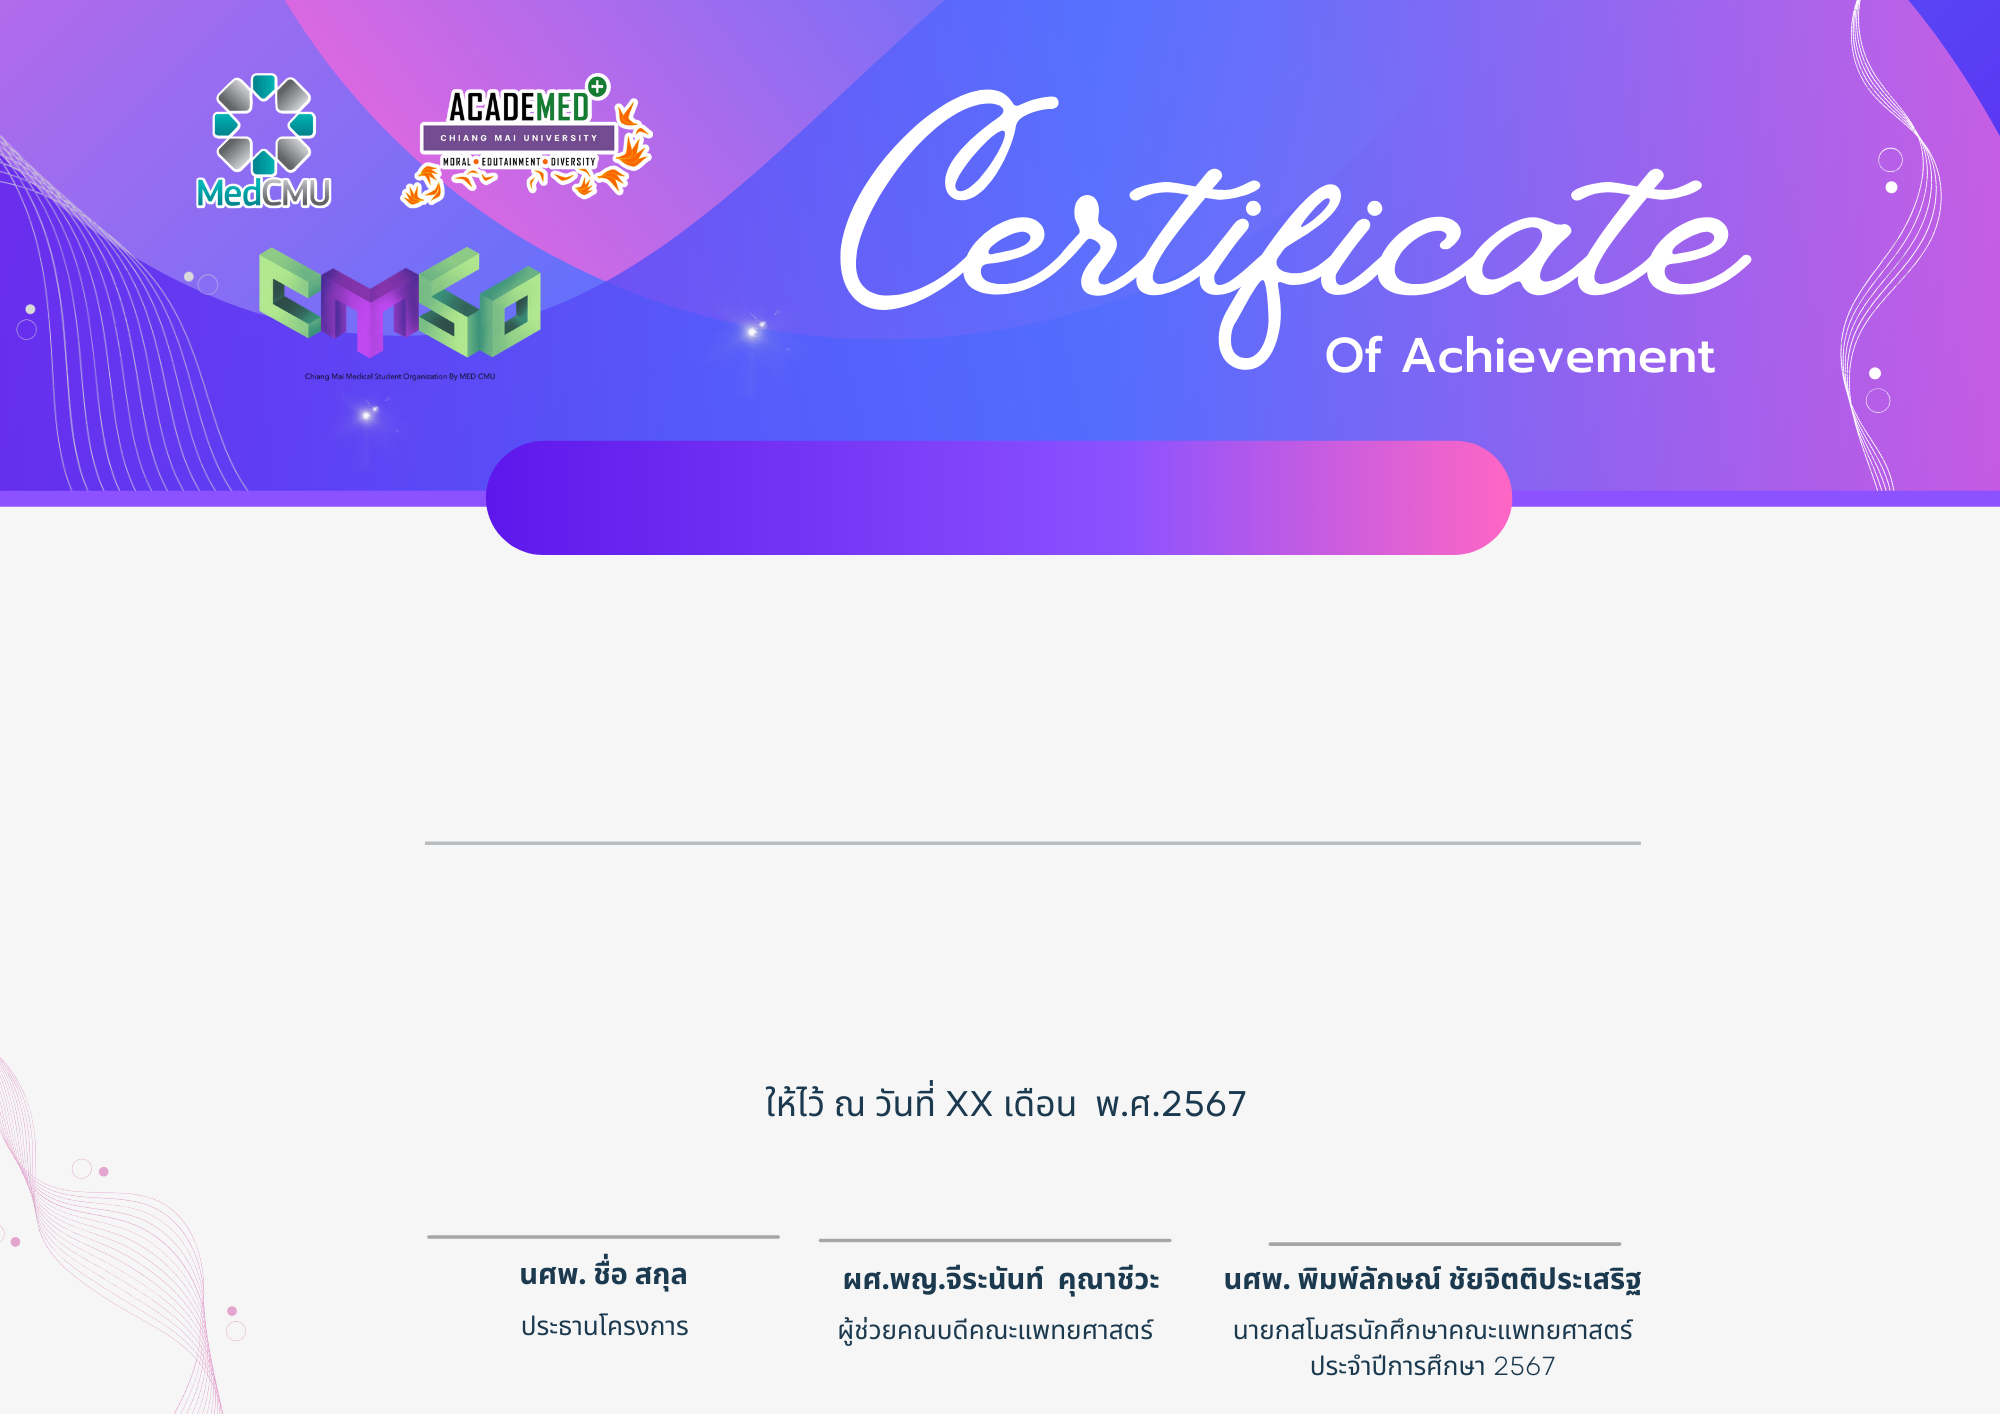 MedCMU
ACADEMED
CHIANG MAI UNIVERSITY
MORAL • EDUTAINMENT • DIVERSITY
CMSO
Chiang Mai Medical Student Organization By MED CMU
Certificate
Of Achievement
ให้ไว้ ณ วันที่ XX เดือน พ.ศ.2567
นศพ. ชื่อ สกุล
ประธานโครงการ
ผศ.พญ.จีระนันท์ คุณาชีวะ
ผู้ช่วยคณบดีคณะแพทยศาสตร์
นศพ. พิมพ์ลักษณ์ ชัยจิตติประเสริฐ
นายกสโมสรนักศึกษาคณะแพทยศาสตร์
ประจำปีการศึกษา 2567